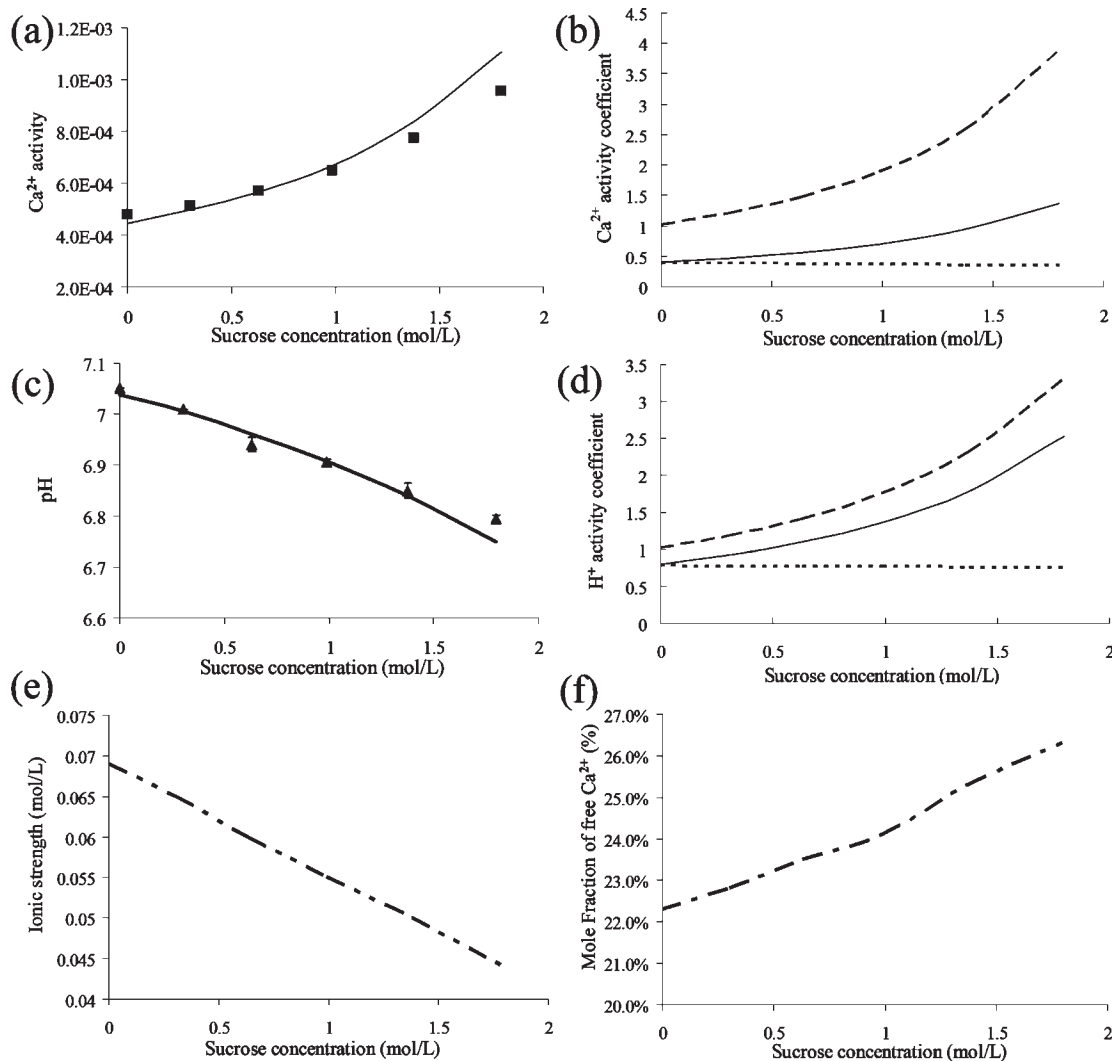 (a)
1.2E-03
1.0E-03
8.0E-04
6.0E-04
4.0E-04
2.0E-04
Ca²⁺ activity
0 0.5 1 1.5 2
Sucrose concentration (mol/L)
(b)
4.5
4
3.5
3
2.5
2
1.5
1
0.5
0
Ca²⁺ activity coefficient
0 0.5 1 1.5 2
Sucrose concentration (mol/L)
(c)
7.1
7
6.9
6.8
6.7
6.6
pH
0 0.5 1 1.5 2
Sucrose concentration (mol/L)
(d)
3.5
3
2.5
2
1.5
1
0.5
0
H⁺ activity coefficient
0 0.5 1 1.5 2
Sucrose concentration (mol/L)
(e)
0.075
0.07
0.065
0.06
0.055
0.05
0.045
0.04
Ionic strength (mol/L)
0 0.5 1 1.5 2
Sucrose concentration (mol/L)
(f)
27.0%
26.0%
25.0%
24.0%
23.0%
22.0%
21.0%
20.0%
Mole Fraction of free Ca²⁺ (%)
0 0.5 1 1.5 2
Sucrose concentration (mol/L)